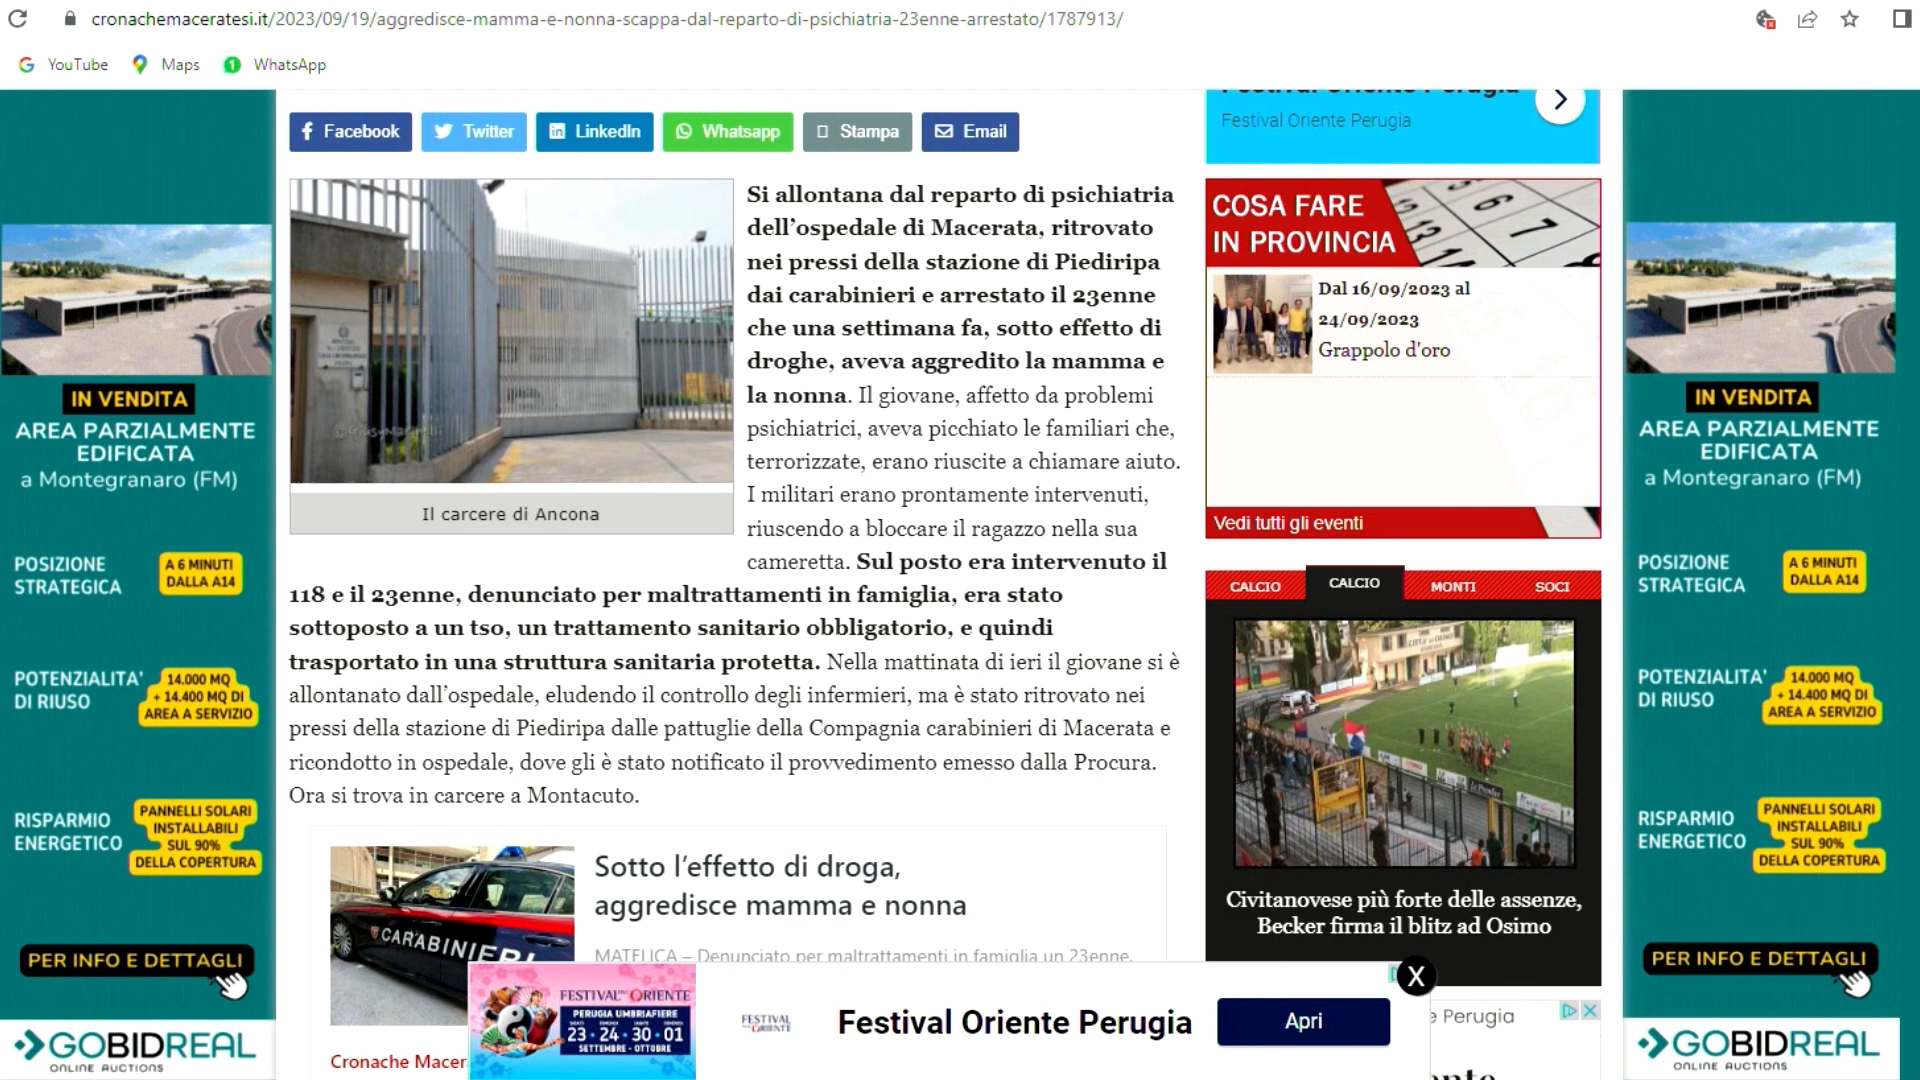 cronachemaceratesi.it/2023/09/19/aggredisce-mamma-e-nonna-scappa-dal-reparto-di-psichiatria-23enne-arrestato/1787913/
YouTube Maps WhatsApp
Facebook Twitter LinkedIn Whatsapp Stampa Email
Il carcere di Ancona
Si allontana dal reparto di psichiatria
dell’ospedale di Macerata, ritrovato
nei pressi della stazione di Piediripa
dai carabinieri e arrestato il 23enne
che una settimana fa, sotto effetto di
droghe, aveva aggredito la mamma e
la nonna. Il giovane, affetto da problemi
psichiatrici, aveva picchiato le familiari che,
terrorizzate, erano riuscite a chiamare aiuto.
I militari erano prontamente intervenuti,
riuscendo a bloccare il ragazzo nella sua
cameretta. Sul posto era intervenuto il
118 e il 23enne, denunciato per maltrattamenti in famiglia, era stato
sottoposto a un tso, un trattamento sanitario obbligatorio, e quindi
trasportato in una struttura sanitaria protetta. Nella mattinata di ieri il giovane si è
allontanato dall’ospedale, eludendo il controllo degli infermieri, ma è stato ritrovato nei
pressi della stazione di Piediripa dalle pattuglie della Compagnia carabinieri di Macerata e
ricondotto in ospedale, dove gli è stato notificato il provvedimento emesso dalla Procura.
Ora si trova in carcere a Montacuto.
CARABINIERI
Sotto l’effetto di droga,
aggredisce mamma e nonna
MATELICA – Denunciato per maltrattamenti in famiglia un 23enne.
Cronache Macer
FESTIVAL DELL'ORIENTE
PERUGIA UMBRIAFIERE
SABATO DOMENICA SABATO DOMENICA
23 • 24 • 30 • 01
SETTEMBRE - OTTOBRE
FESTIVAL
ORIENTE
Festival Oriente Perugia
Apri
X
IN VENDITA
AREA PARZIALMENTE
EDIFICATA
a Montegranaro (FM)
POSIZIONE
STRATEGICA
A 6 MINUTI
DALLA A14
POTENZIALITA'
DI RIUSO
14.000 MQ
+ 14.400 MQ DI
AREA A SERVIZIO
RISPARMIO
ENERGETICO
PANNELLI SOLARI
INSTALLABILI
SUL 90%
DELLA COPERTURA
PER INFO E DETTAGLI
GOBIDREAL
ONLINE AUCTIONS
Festival Oriente Perugia
Festival Oriente Perugia
COSA FARE
IN PROVINCIA
6
7
Dal 16/09/2023 al
24/09/2023
Grappolo d'oro
Vedi tutti gli eventi
CALCIO CALCIO MONTI SOCI
Civitanovese più forte delle assenze,
Becker firma il blitz ad Osimo
e Perugia
IN VENDITA
AREA PARZIALMENTE
EDIFICATA
a Montegranaro (FM)
POSIZIONE
STRATEGICA
A 6 MINUTI
DALLA A14
POTENZIALITA'
DI RIUSO
14.000 MQ
+ 14.400 MQ DI
AREA A SERVIZIO
RISPARMIO
ENERGETICO
PANNELLI SOLARI
INSTALLABILI
SUL 90%
DELLA COPERTURA
PER INFO E DETTAGLI
GOBIDREAL
ONLINE AUCTIONS